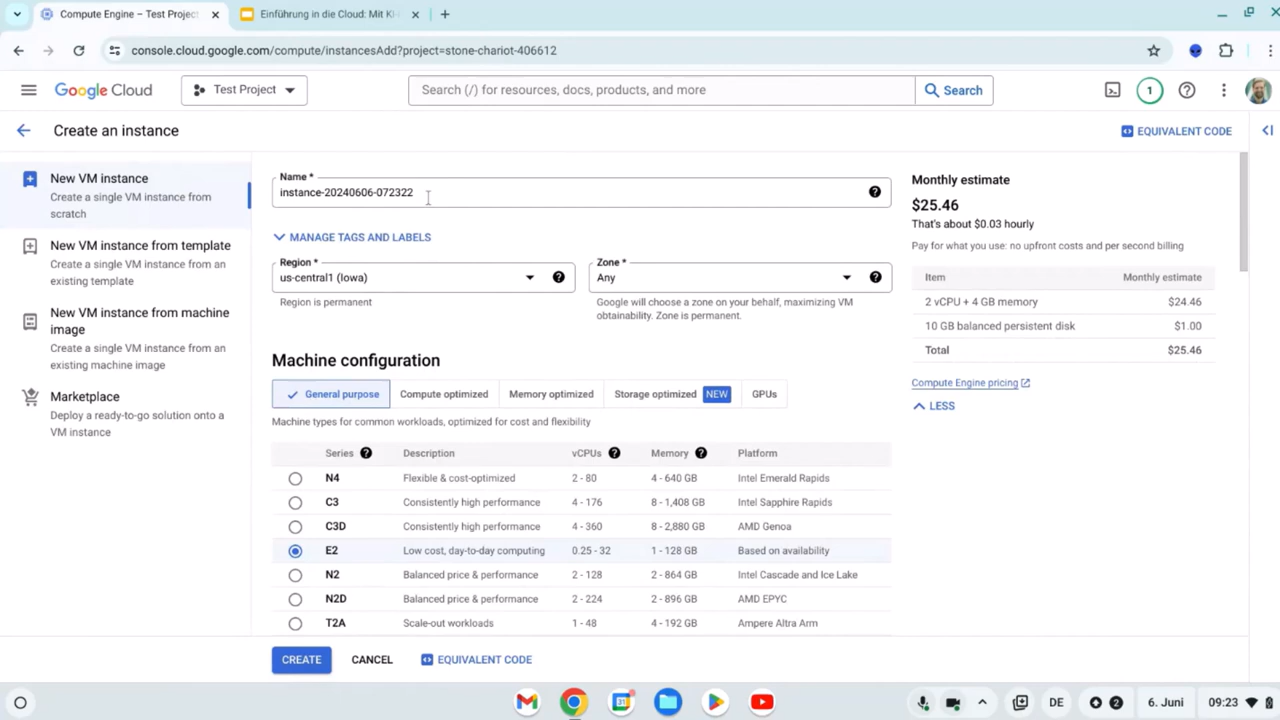 Compute Engine – Test Project
Einführung in die Cloud: Mit KI
console.cloud.google.com/compute/instancesAdd?project=stone-chariot-406612
Google Cloud
Test Project
Search (/) for resources, docs, products, and more
Search
1
Create an instance
EQUIVALENT CODE
New VM instance
Create a single VM instance from
scratch
New VM instance from template
Create a single VM instance from an
existing template
New VM instance from machine
image
Create a single VM instance from an
existing machine image
Marketplace
Deploy a ready-to-go solution onto a
VM instance
Name *
instance-20240606-072322
MANAGE TAGS AND LABELS
Region *
us-central1 (Iowa)
Region is permanent
Zone *
Any
Google will choose a zone on your behalf, maximizing VM
obtainability. Zone is permanent.
Machine configuration
General purpose Compute optimized Memory optimized Storage optimized NEW GPUs
Machine types for common workloads, optimized for cost and flexibility
Series Description vCPUs Memory Platform
N4 Flexible & cost-optimized 2 - 80 4 - 640 GB Intel Emerald Rapids
C3 Consistently high performance 4 - 176 8 - 1,408 GB Intel Sapphire Rapids
C3D Consistently high performance 4 - 360 8 - 2,880 GB AMD Genoa
E2 Low cost, day-to-day computing 0.25 - 32 1 - 128 GB Based on availability
N2 Balanced price & performance 2 - 128 2 - 864 GB Intel Cascade and Ice Lake
N2D Balanced price & performance 2 - 224 2 - 896 GB AMD EPYC
T2A Scale-out workloads 1 - 48 4 - 192 GB Ampere Altra Arm
Monthly estimate
$25.46
That's about $0.03 hourly
Pay for what you use: no upfront costs and per second billing
Item Monthly estimate
2 vCPU + 4 GB memory $24.46
10 GB balanced persistent disk $1.00
Total $25.46
Compute Engine pricing
LESS
CREATE CANCEL EQUIVALENT CODE
31
DE
2
6. Juni
09:23